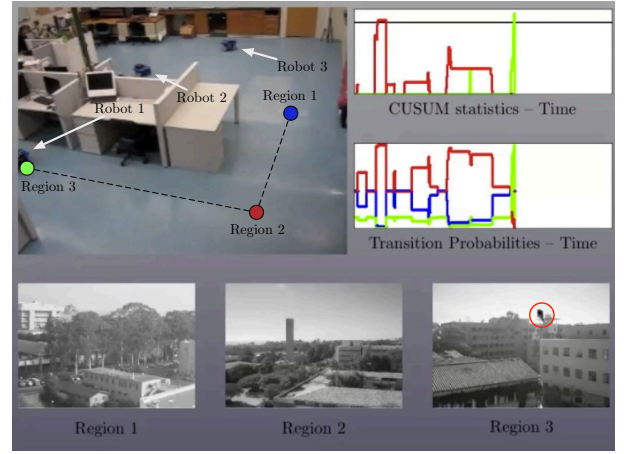 Robot 3
Robot 2
Region 1
Robot 1
Region 3
Region 2
CUSUM statistics – Time
Transition Probabilities – Time
Region 1
Region 2
Region 3